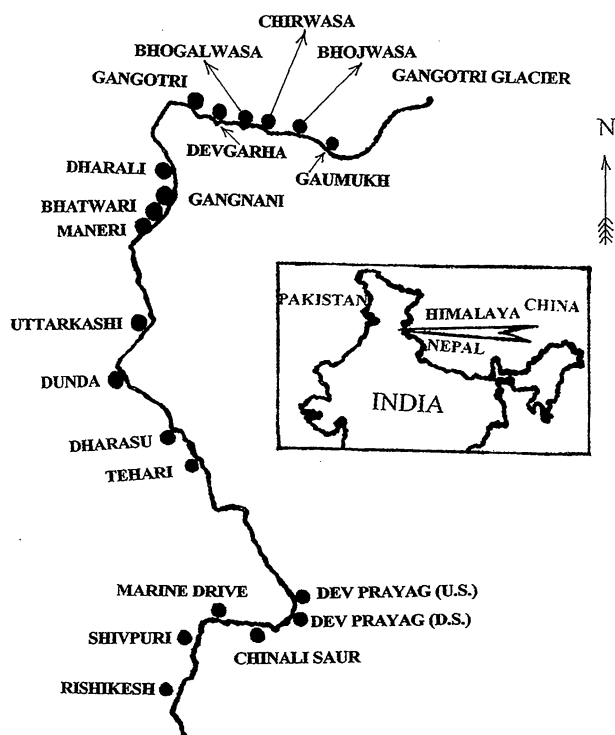 CHIRWASA
BHOGALWASA
BHOJWASA
GANGOTRI
GANGOTRI GLACIER
N
DEVGARHA
GAUMUKH
DHARALI
GANGNANI
BHATWARI
MANERI
PAKISTAN
HIMALAYA
CHINA
NEPAL
INDIA
UTTARKASHI
DUNDA
DHARASU
TEHARI
MARINE DRIVE
DEV PRAYAG (U.S.)
DEV PRAYAG (D.S.)
SHIVPURI
CHINALI SAUR
RISHIKESH